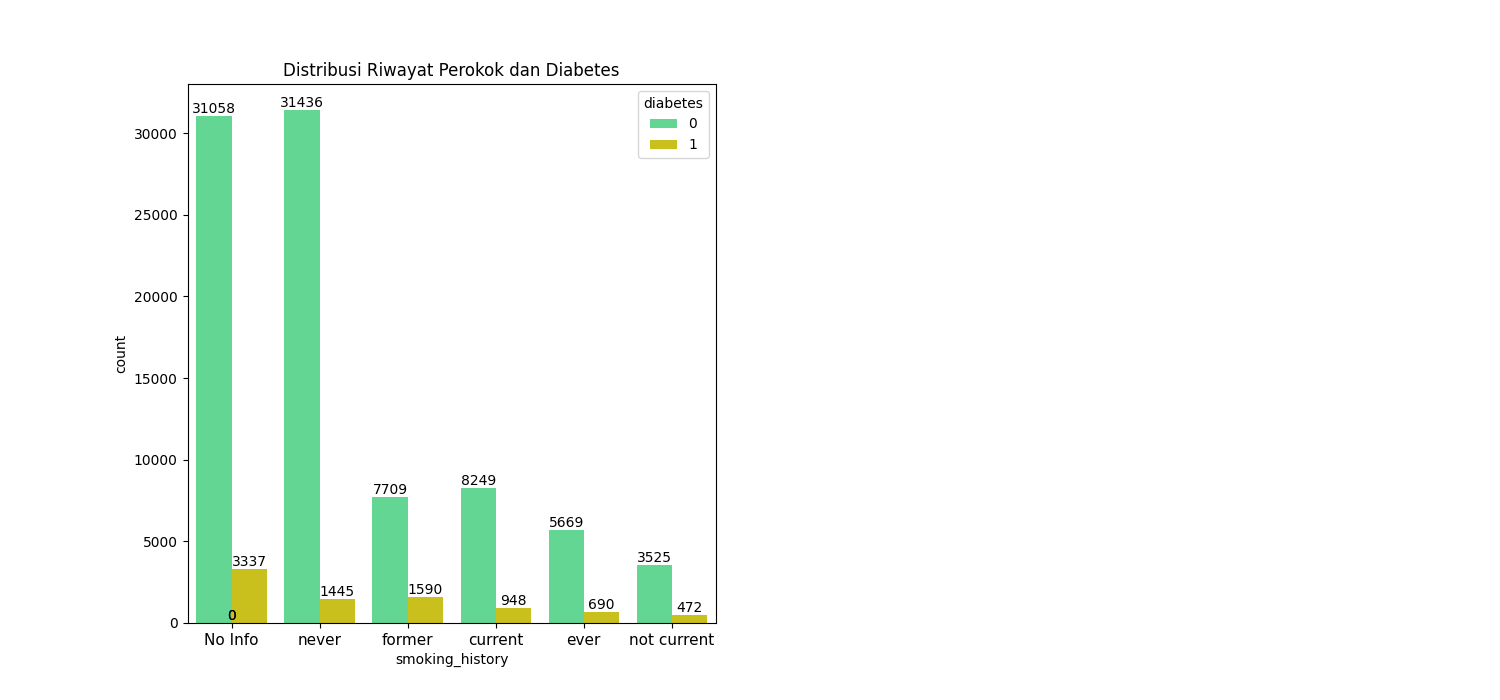 Distribusi Riwayat Perokok dan Diabetes
diabetes
0
1
count
30000
25000
20000
15000
10000
5000
0
31058
3337
0
31436
1445
7709
1590
8249
948
5669
690
3525
472
No Info
never
former
current
ever
not current
smoking_history